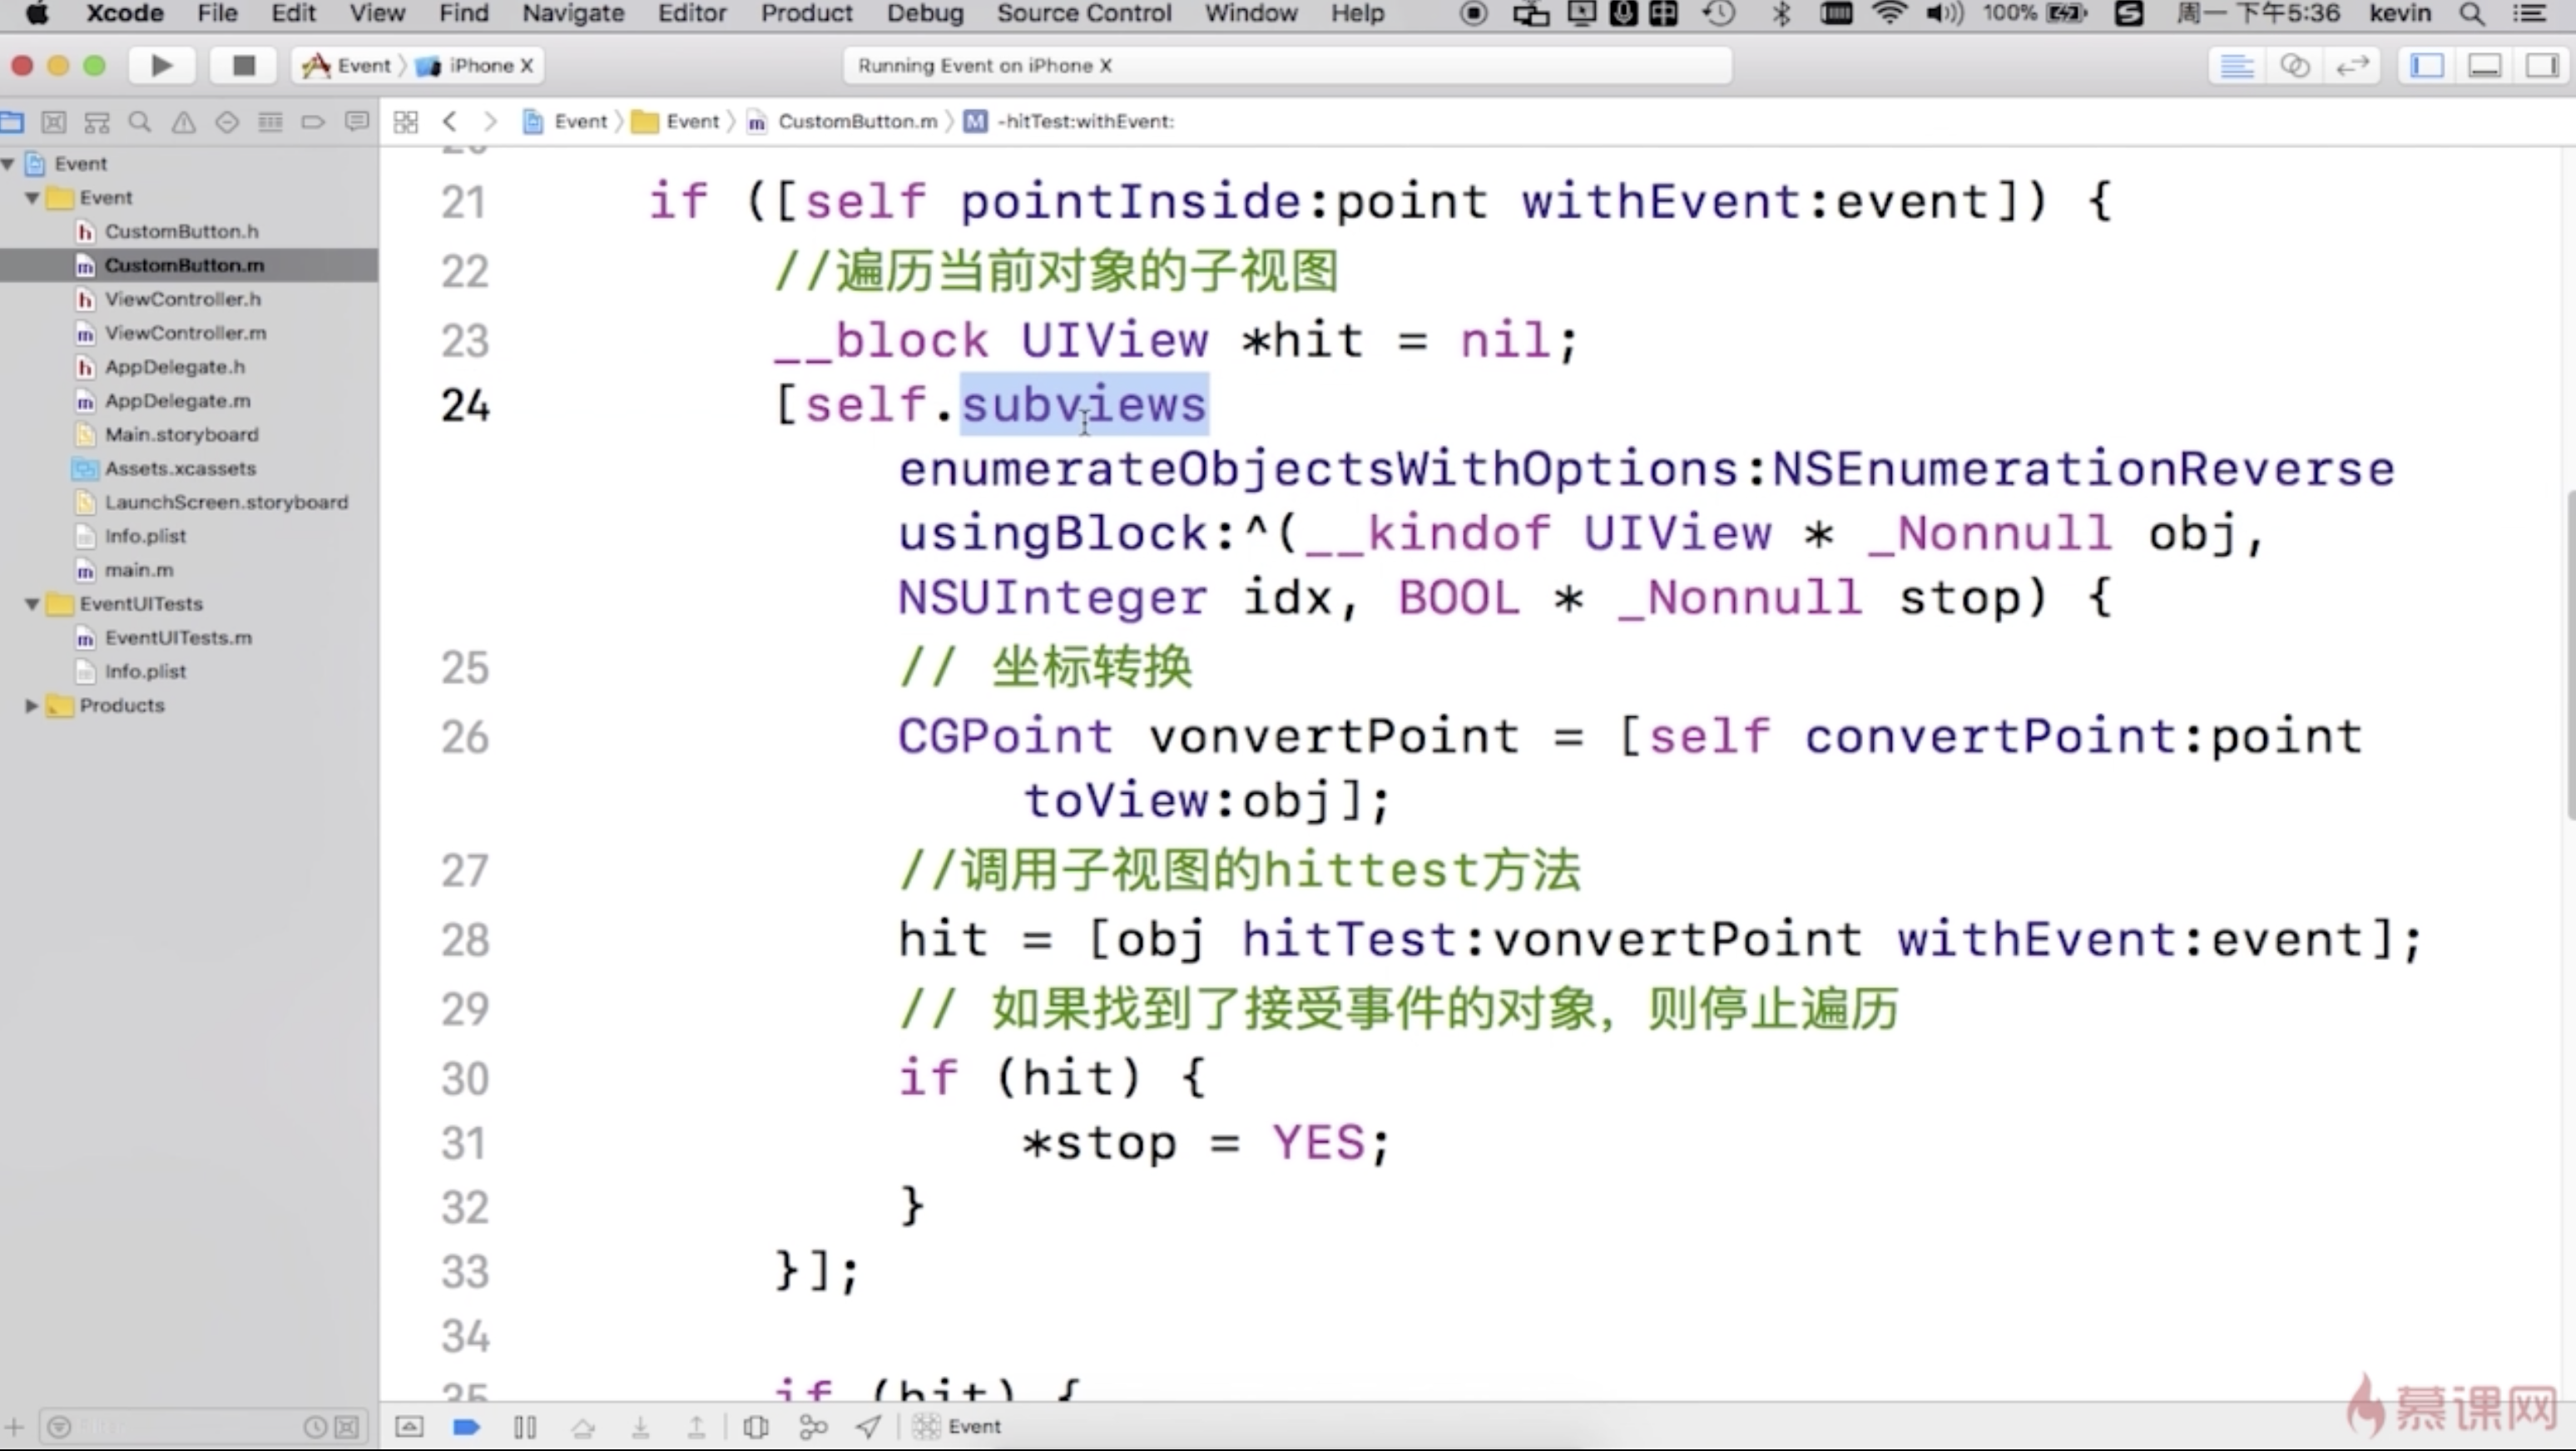 Xcode File Edit View Find Navigate Editor Product Debug Source Control Window Help 100% 周一 下午5:36 kevin
Event iPhone X
Running Event on iPhone X
Event Event CustomButton.m M -hitTest:withEvent:
Event
Event
CustomButton.h
CustomButton.m
ViewController.h
ViewController.m
AppDelegate.h
AppDelegate.m
Main.storyboard
Assets.xcassets
LaunchScreen.storyboard
Info.plist
main.m
EventUITests
EventUITests.m
Info.plist
Products
21 if ([self pointInside:point withEvent:event]) {
22 //遍历当前对象的子视图
23 __block UIView *hit = nil;
24 [self.subviews
enumerateObjectsWithOptions:NSEnumerationReverse
usingBlock:^(__kindof UIView * _Nonnull obj,
NSUInteger idx, BOOL * _Nonnull stop) {
25 // 坐标转换
26 CGPoint vonvertPoint = [self convertPoint:point
toView:obj];
27 //调用子视图的hittest方法
28 hit = [obj hitTest:vonvertPoint withEvent:event];
29 // 如果找到了接受事件的对象，则停止遍历
30 if (hit) {
31 *stop = YES;
32 }
33 }];
34
35 if (hit) {
Event
慕课网